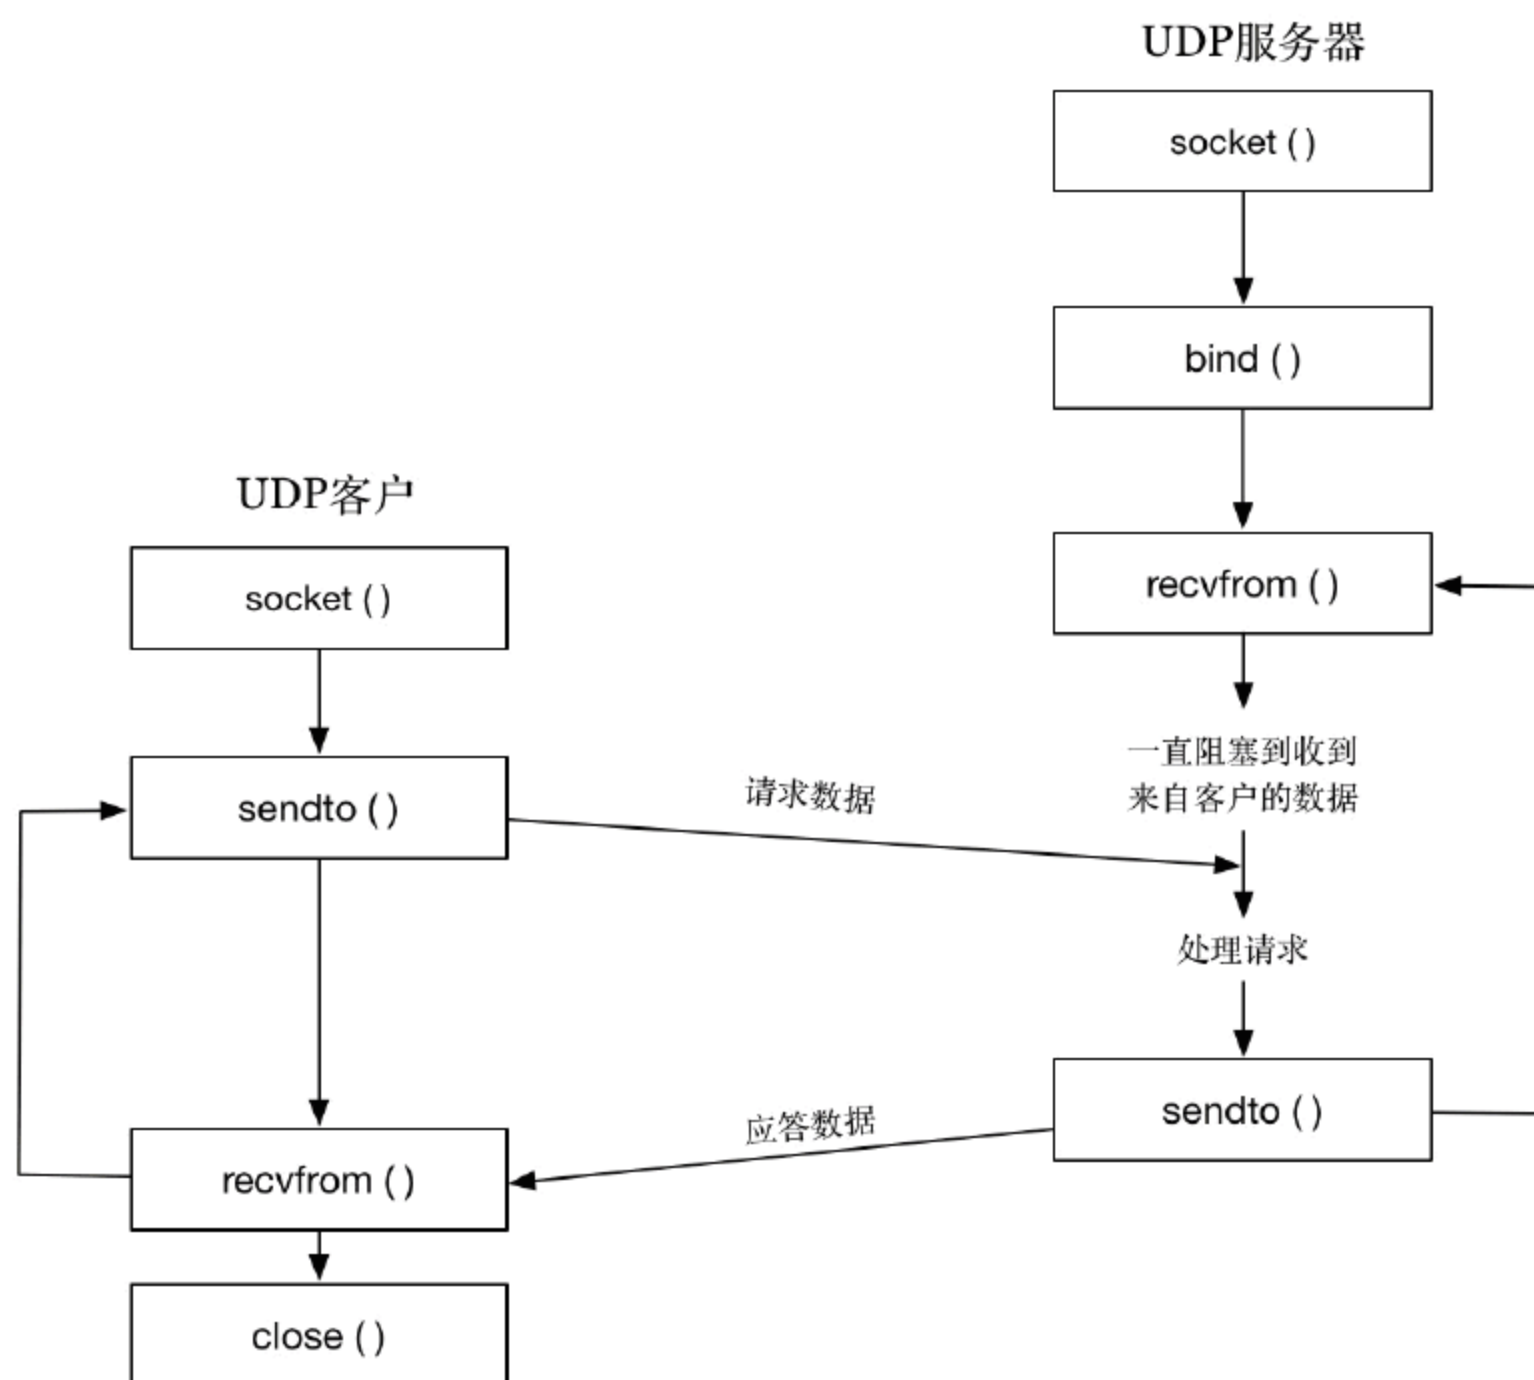 UDP服务器
socket ( )
bind ( )
recvfrom ( )
一直阻塞到收到
来自客户的数据
处理请求
sendto ( )
UDP客户
socket ( )
sendto ( )
请求数据
应答数据
recvfrom ( )
close ( )